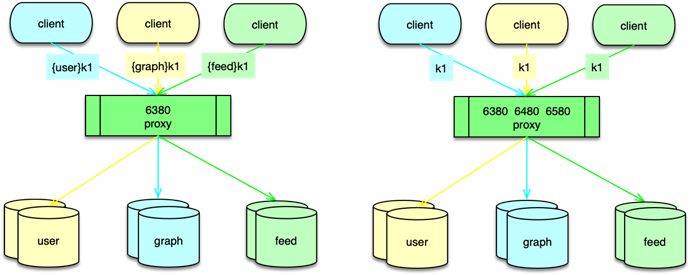 client
client
client
{user}k1
{graph}k1
{feed}k1
6380
proxy
user
graph
feed
client
client
client
k1
k1
k1
6380 6480 6580
proxy
user
graph
feed